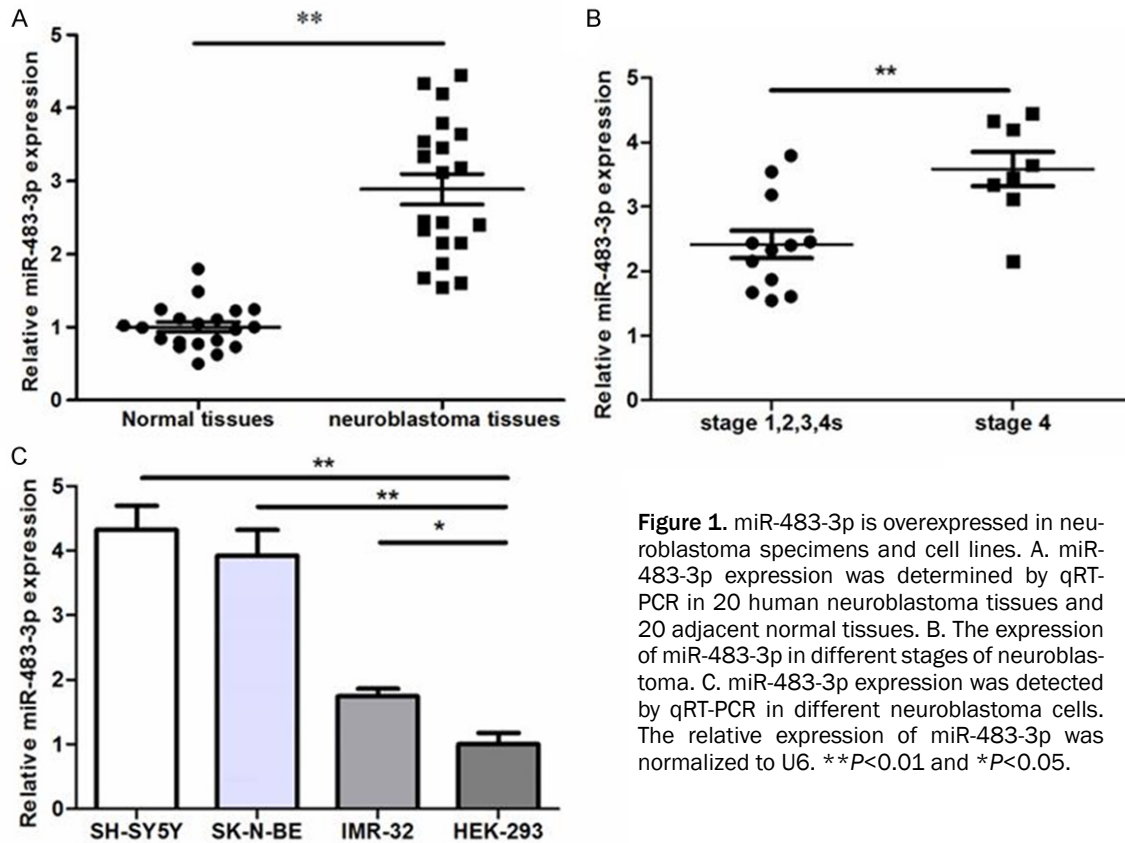 A
**
Relative miR-483-3p expression
5
4
3
2
1
0
Normal tissues
neuroblastoma tissues
B
**
Relative miR-483-3p expression
5
4
3
2
1
0
stage 1,2,3,4s
stage 4
C
**
**
*
Relative miR-483-3p expression
5
4
3
2
1
0
SH-SY5Y
SK-N-BE
IMR-32
HEK-293
Figure 1. miR-483-3p is overexpressed in neu-
roblastoma specimens and cell lines. A. miR-
483-3p expression was determined by qRT-
PCR in 20 human neuroblastoma tissues and
20 adjacent normal tissues. B. The expression
of miR-483-3p in different stages of neuroblas-
toma. C. miR-483-3p expression was detected
by qRT-PCR in different neuroblastoma cells.
The relative expression of miR-483-3p was
normalized to U6. **P<0.01 and *P<0.05.